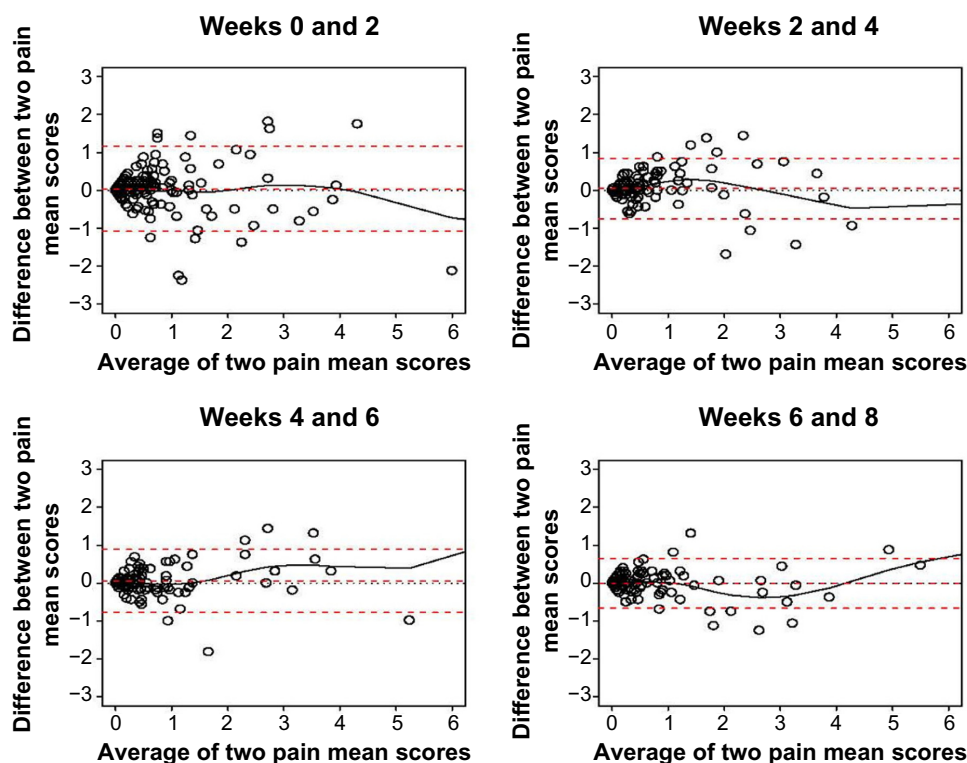 Weeks 0 and 2
Difference between two pain
mean scores
3
2
1
0
−1
−2
−3
0 1 2 3 4 5 6
Average of two pain mean scores
Weeks 2 and 4
Difference between two pain
mean scores
3
2
1
0
−1
−2
−3
0 1 2 3 4 5 6
Average of two pain mean scores
Weeks 4 and 6
Difference between two pain
mean scores
3
2
1
0
−1
−2
−3
0 1 2 3 4 5 6
Average of two pain mean scores
Weeks 6 and 8
Difference between two pain
mean scores
3
2
1
0
−1
−2
−3
0 1 2 3 4 5 6
Average of two pain mean scores